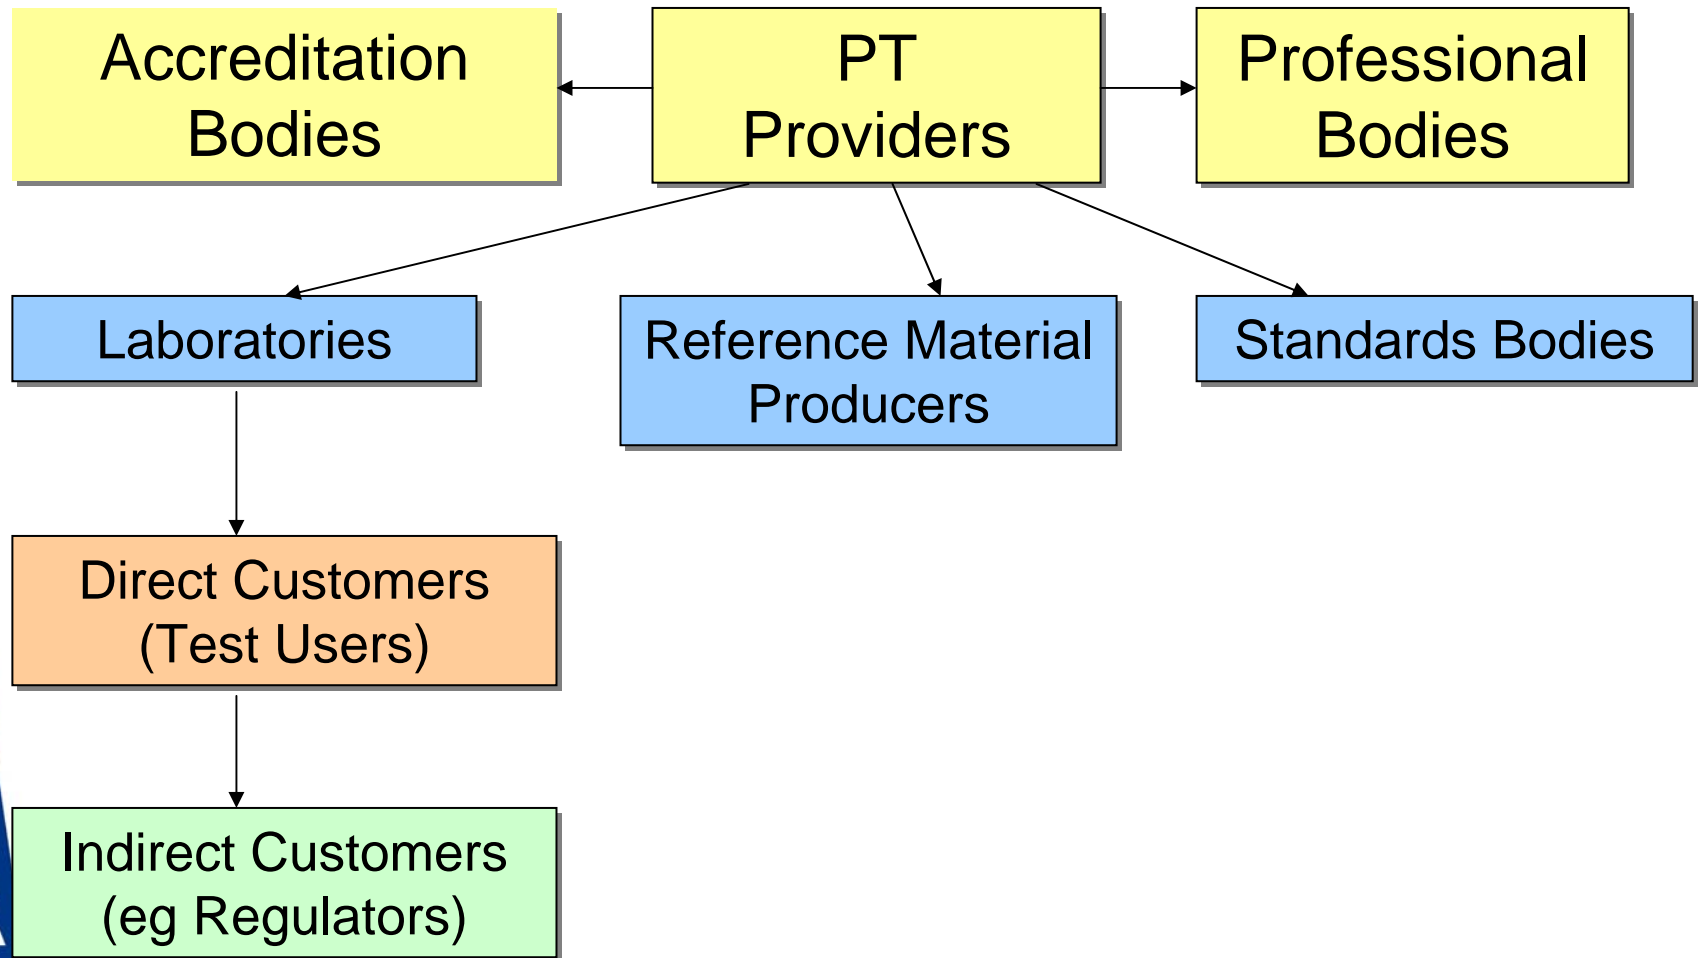 Accreditation
Bodies
PT
Providers
Professional
Bodies
Laboratories
Reference Material
Producers
Standards Bodies
Direct Customers
(Test Users)
Indirect Customers
(eg Regulators)